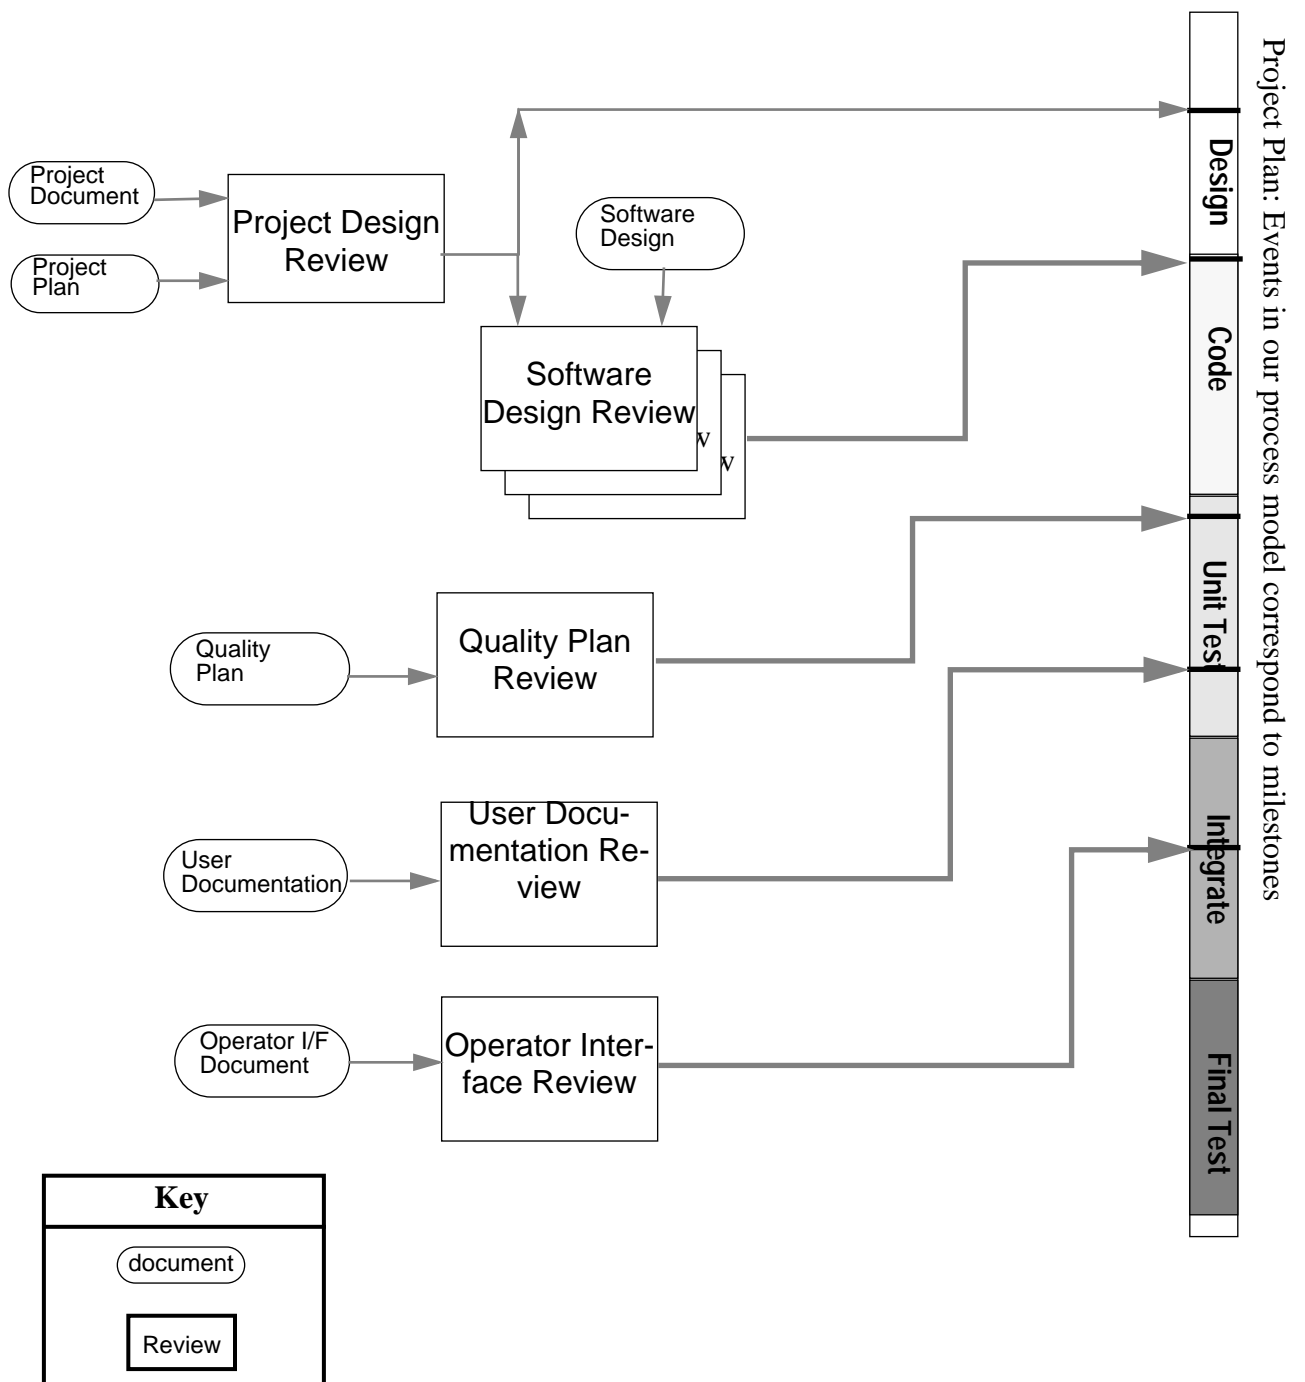 Project
Document
Project
Plan
Project Design
Review
Software
Design
Software
Design Review
w
w
Quality
Plan
Quality Plan
Review
User
Documentation
User Docu-
mentation Re-
view
Operator I/F
Document
Operator Inter-
face Review
Design
Code
Unit Test
Integrate
Final Test
Project Plan: Events in our process model correspond to milestones
Key
document
Review